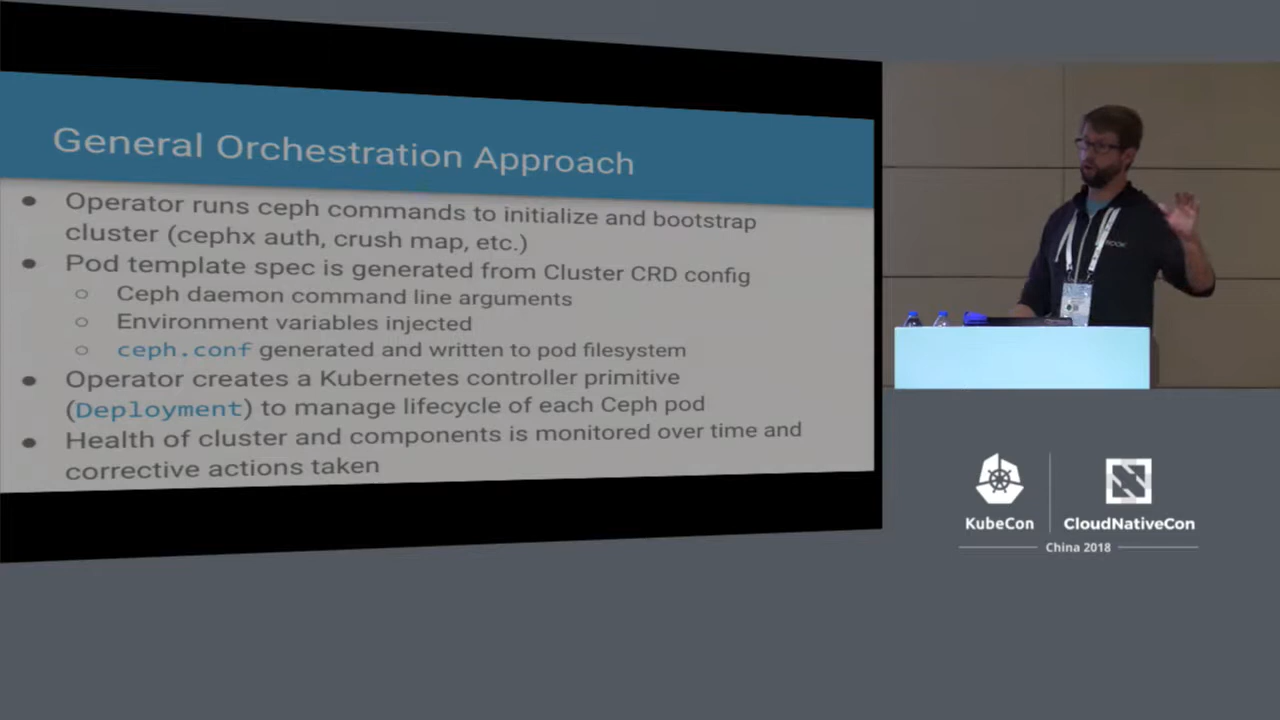 General Orchestration Approach
● Operator runs ceph commands to initialize and bootstrap
cluster (cephx auth, crush map, etc.)
● Pod template spec is generated from Cluster CRD config
○ Ceph daemon command line arguments
○ Environment variables injected
○ ceph.conf generated and written to pod filesystem
● Operator creates a Kubernetes controller primitive
(Deployment) to manage lifecycle of each Ceph pod
● Health of cluster and components is monitored over time and
corrective actions taken
KubeCon
CloudNativeCon
China 2018